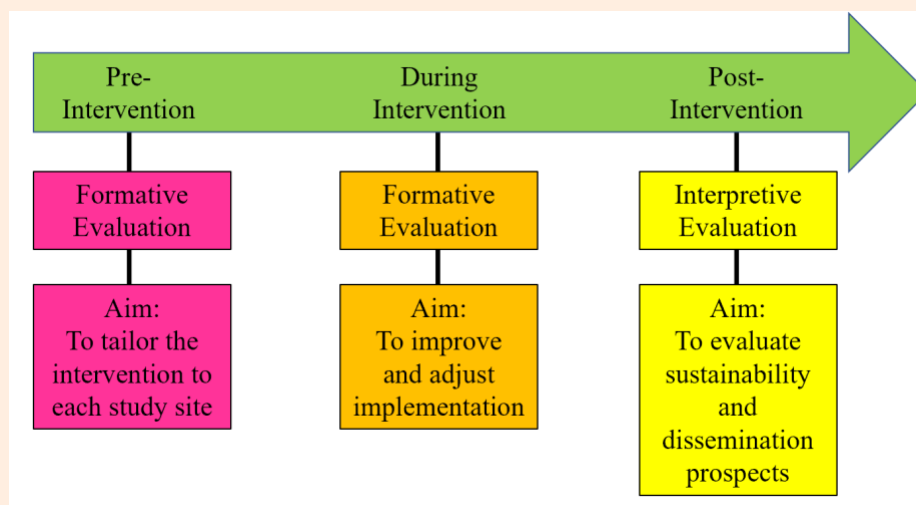 Pre-
Intervention
During
Intervention
Post-
Intervention
Formative
Evaluation
Formative
Evaluation
Interpretive
Evaluation
Aim:
To tailor the
intervention to
each study site
Aim:
To improve
and adjust
implementation
Aim:
To evaluate
sustainability
and
dissemination
prospects